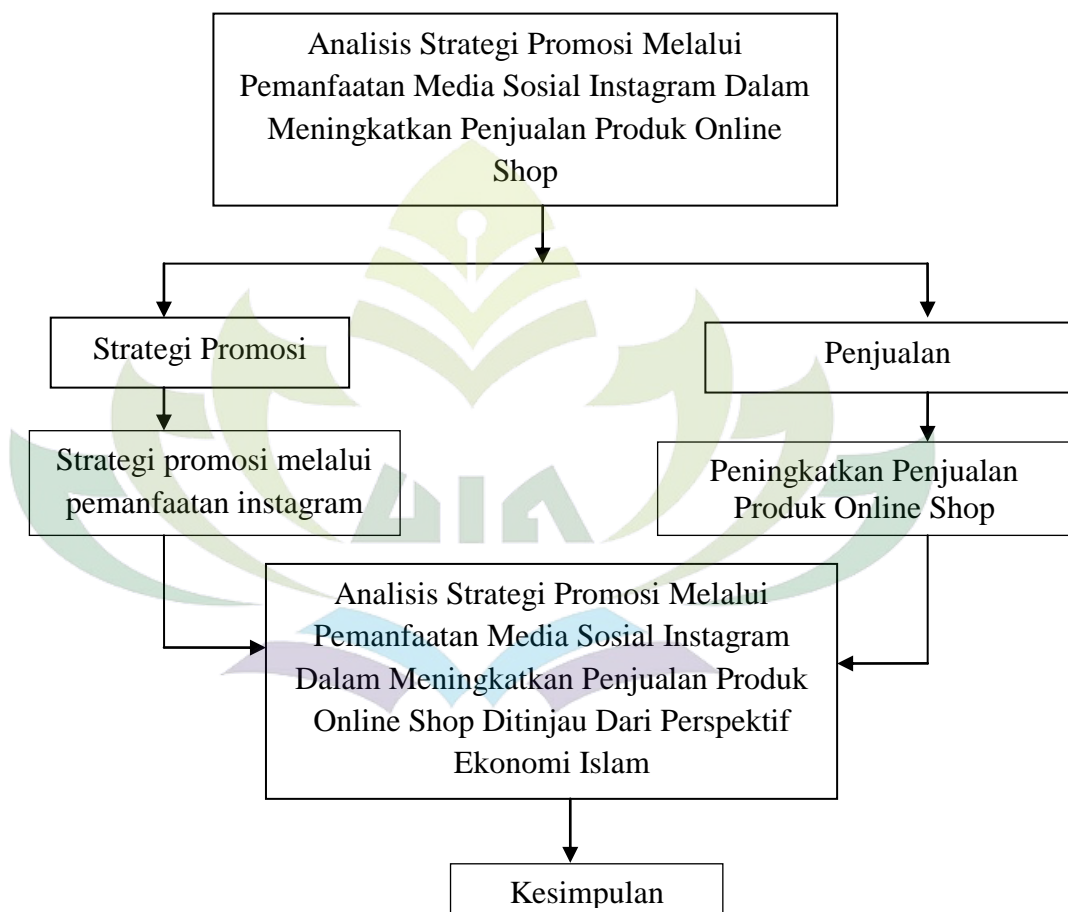 Analisis Strategi Promosi Melalui
Pemanfaatan Media Sosial Instagram Dalam
Meningkatkan Penjualan Produk Online
Shop
Strategi Promosi
Penjualan
Strategi promosi melalui
pemanfaatan instagram
Peningkatkan Penjualan
Produk Online Shop
UIN
Analisis Strategi Promosi Melalui
Pemanfaatan Media Sosial Instagram
Dalam Meningkatkan Penjualan Produk
Online Shop Ditinjau Dari Perspektif
Ekonomi Islam
Kesimpulan